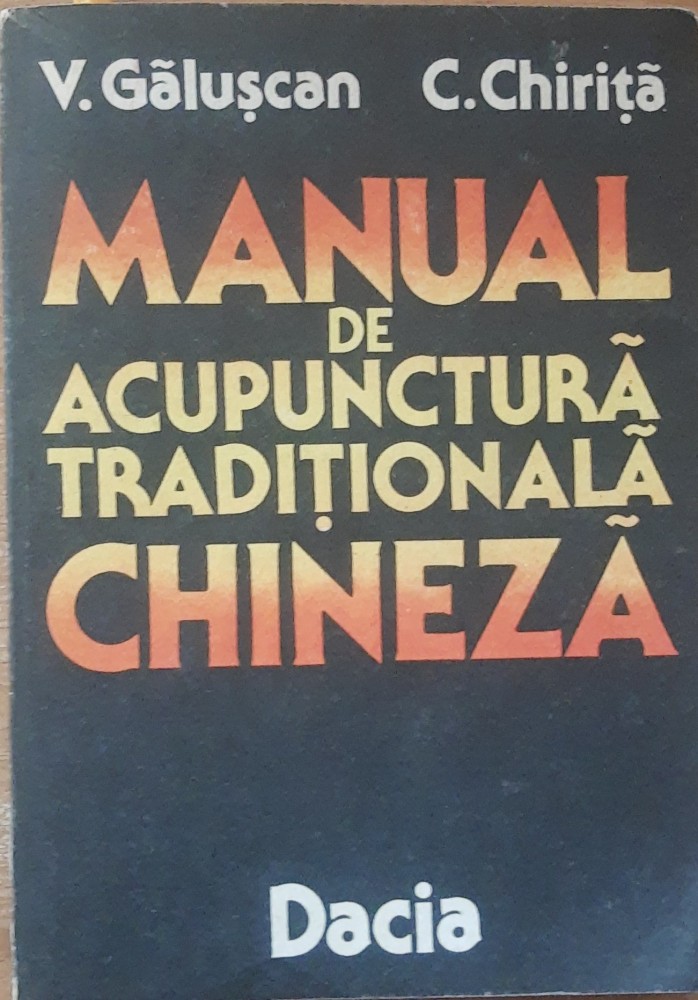 V. Gălușcan C. Chiriță
MANUAL
DE
ACUPUNCTURĂ
TRADIȚIONALĂ
CHINEZĂ
Dacia